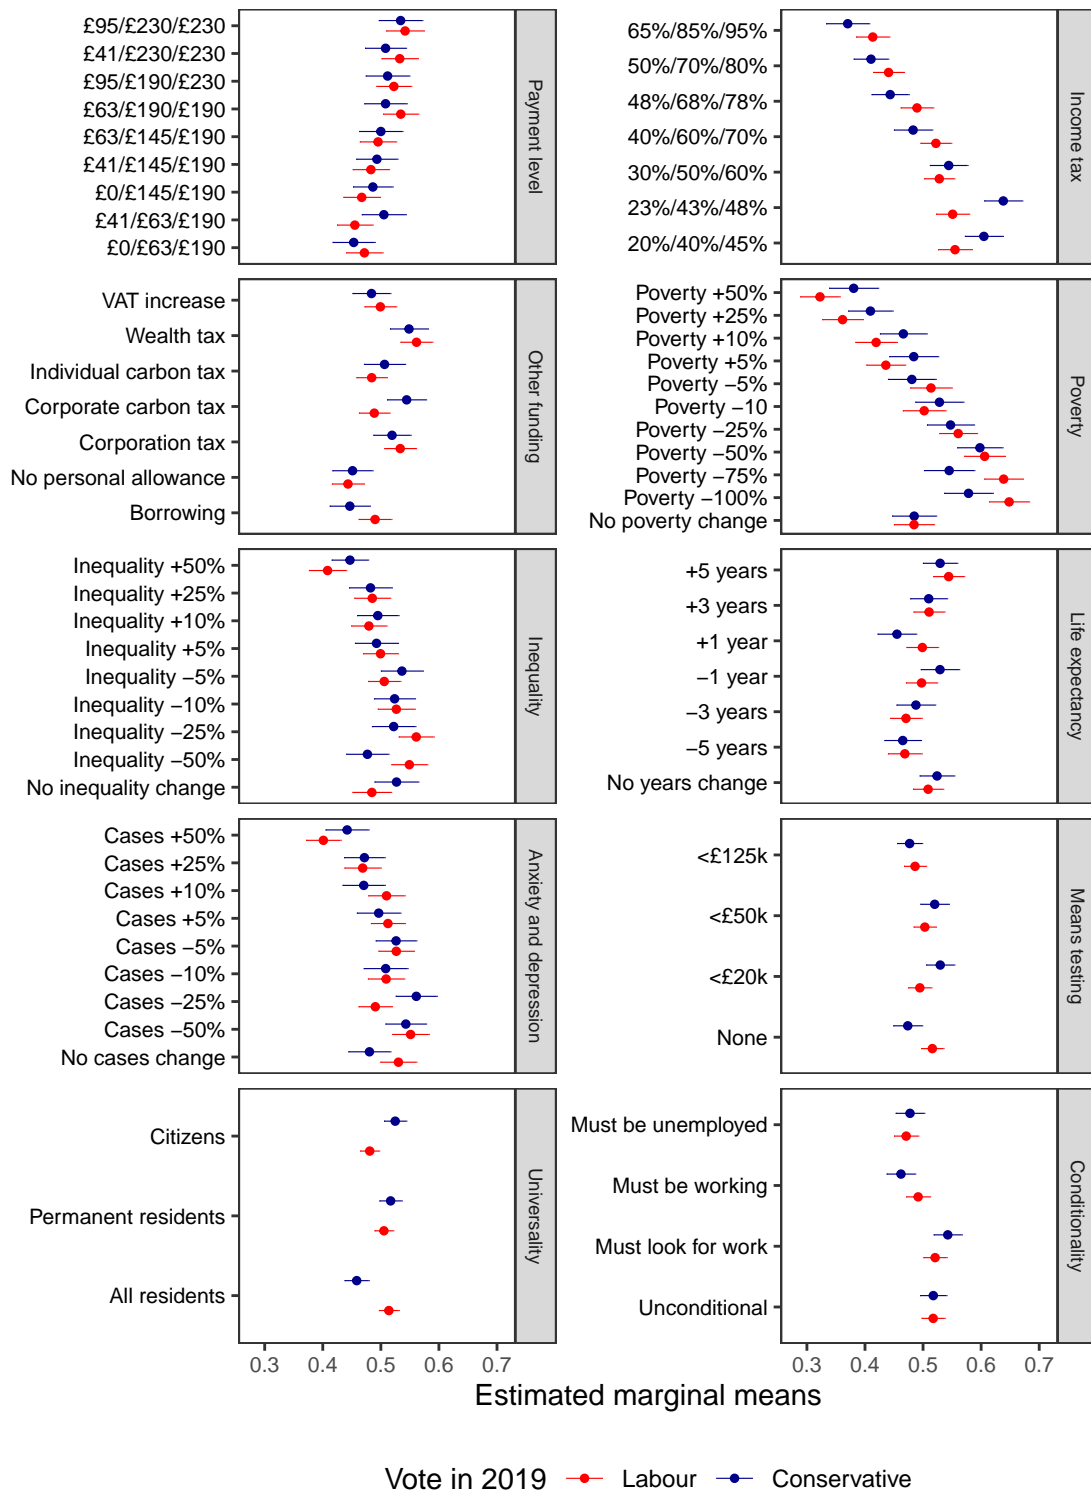 £95/£230/£230
£41/£230/£230
£95/£190/£230
£63/£190/£190
£63/£145/£190
£41/£145/£190
£0/£145/£190
£41/£63/£190
£0/£63/£190
Payment level
65%/85%/95%
50%/70%/80%
48%/68%/78%
40%/60%/70%
30%/50%/60%
23%/43%/48%
20%/40%/45%
Income tax
VAT increase
Wealth tax
Individual carbon tax
Corporate carbon tax
Corporation tax
No personal allowance
Borrowing
Other funding
Poverty +50%
Poverty +25%
Poverty +10%
Poverty +5%
Poverty −5%
Poverty −10
Poverty −25%
Poverty −50%
Poverty −75%
Poverty −100%
No poverty change
Poverty
Inequality +50%
Inequality +25%
Inequality +10%
Inequality +5%
Inequality −5%
Inequality −10%
Inequality −25%
Inequality −50%
No inequality change
Inequality
+5 years
+3 years
+1 year
−1 year
−3 years
−5 years
No years change
Life expectancy
Cases +50%
Cases +25%
Cases +10%
Cases +5%
Cases −5%
Cases −10%
Cases −25%
Cases −50%
No cases change
Anxiety and depression
<£125k
<£50k
<£20k
None
Means testing
Citizens
Permanent residents
All residents
Universality
Must be unemployed
Must be working
Must look for work
Unconditional
Conditionality
0.3 0.4 0.5 0.6 0.7
0.3 0.4 0.5 0.6 0.7
Estimated marginal means
Vote in 2019 Labour Conservative